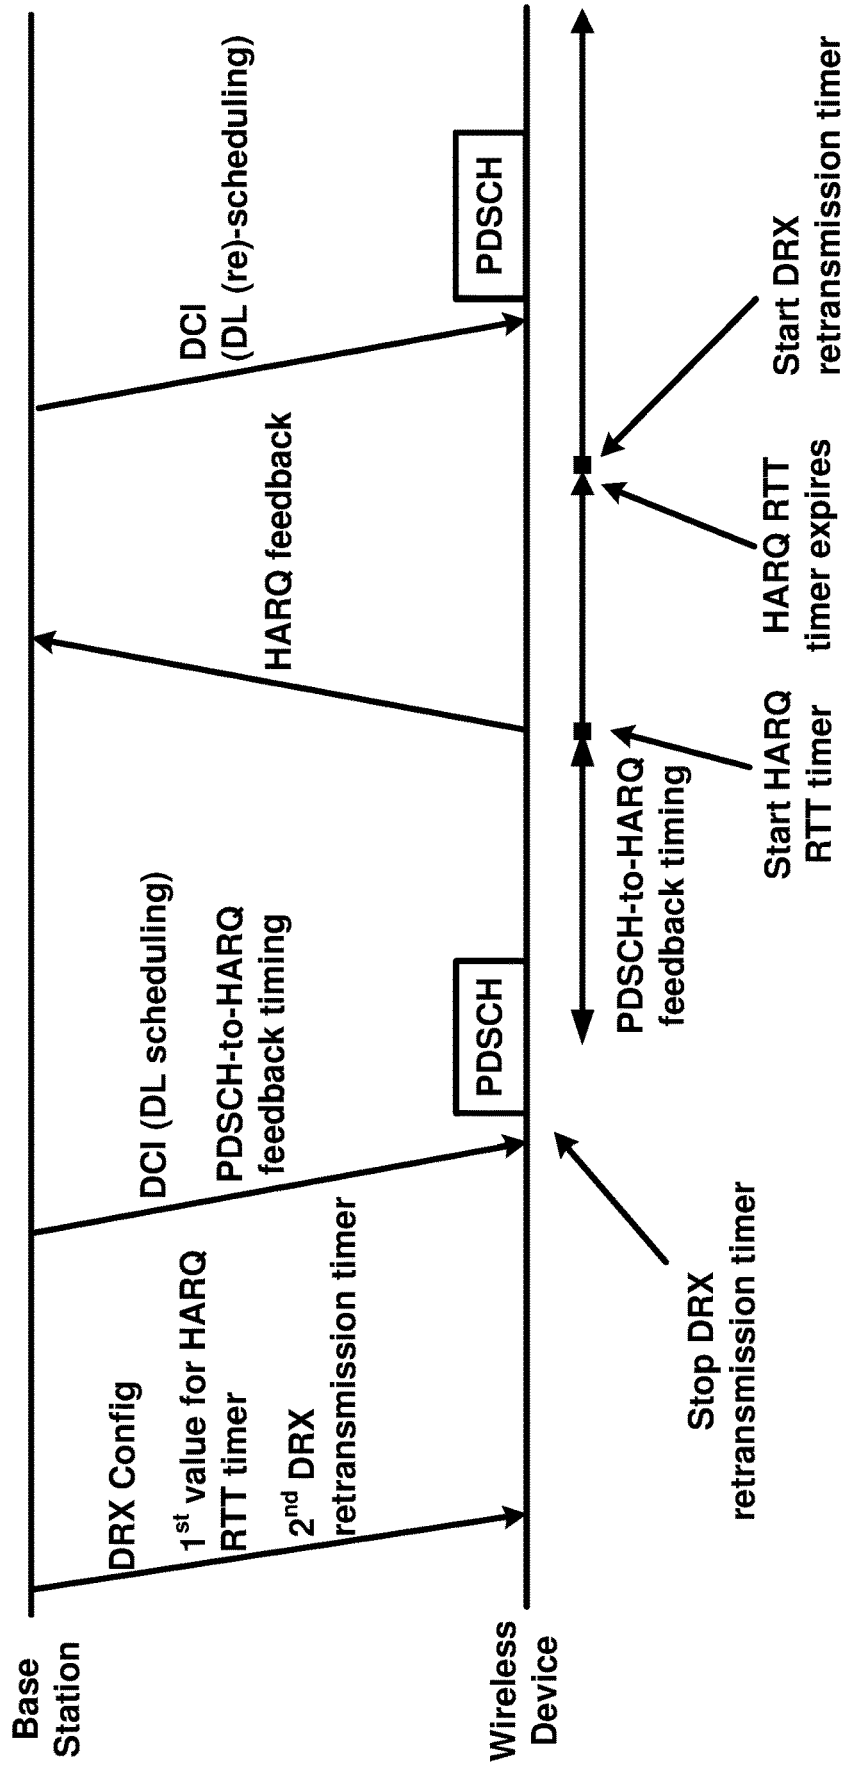 Base
Station
DRX Config
1st value for HARQ
RTT timer
2nd DRX
retransmission timer
DCI (DL scheduling)
PDSCH-to-HARQ
feedback timing
HARQ feedback
DCI
(DL (re)-scheduling)
Wireless
Device
PDSCH
PDSCH
Stop DRX
retransmission timer
PDSCH-to-HARQ
feedback timing
Start HARQ
RTT timer
HARQ RTT
timer expires
Start DRX
retransmission timer